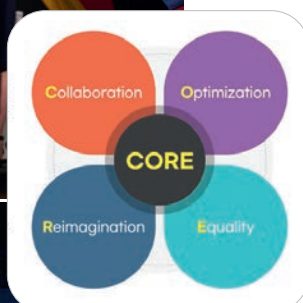 Collaboration
Optimization
CORE
Reimagination
Equality